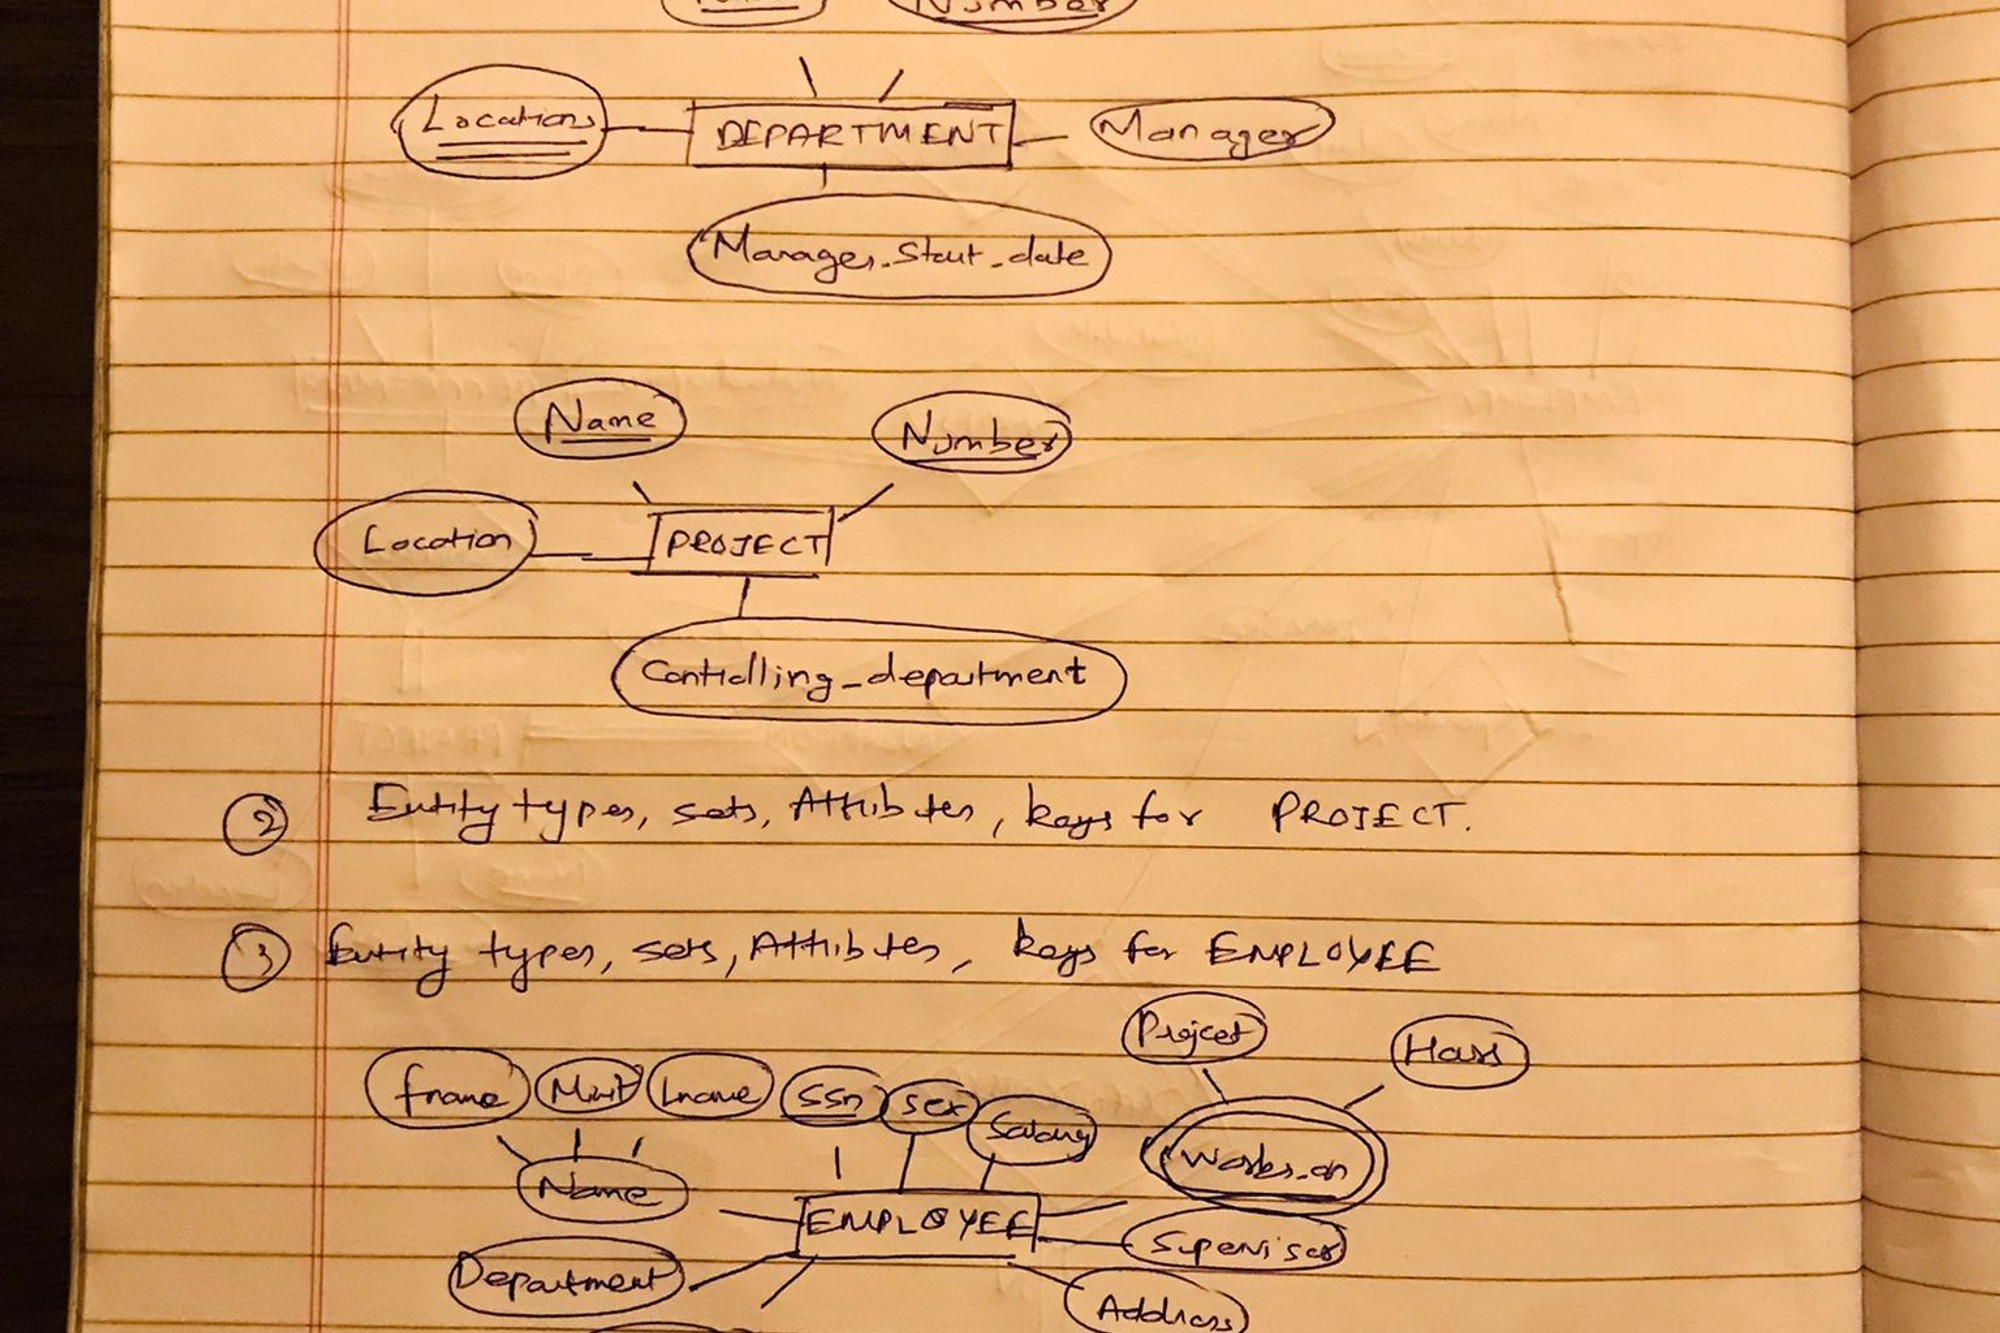 Number
Locations
DEPARTMENT
Manager
Manager_Start_date
Name
Number
Location
PROJECT
Controlling_department
2 Entity types, sets, Attributes, keys for PROJECT.
3 Entity types, sets, Attributes, keys for EMPLOYEE
Project
Hours
fname Minit Lname SSn sex
Salary
Works_on
Name
EMPLOYEE
Supervisor
Department
Address